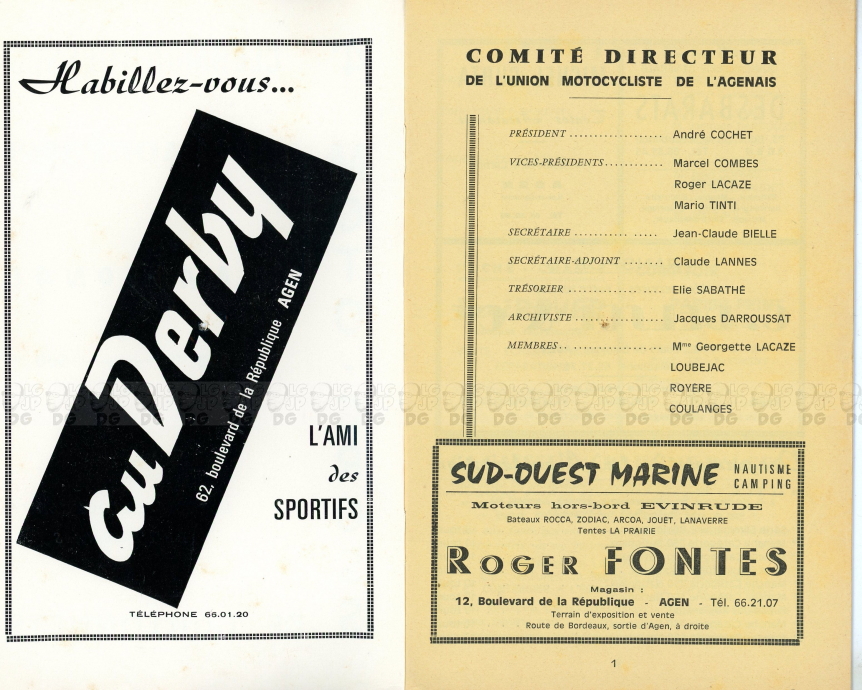 Habillez-vous...
Au Derby
62, boulevard de la République AGEN
L'AMI
des
SPORTIFS
TÉLÉPHONE 66.01.20
COMITÉ DIRECTEUR
DE L'UNION MOTOCYCLISTE DE L'AGENAIS
PRÉSIDENT .................. André COCHET
VICES-PRÉSIDENTS........... Marcel COMBES
Roger LACAZE
Mario TINTI
SECRÉTAIRE .......... ..... Jean-Claude BIELLE
SECRÉTAIRE-ADJOINT ........ Claude LANNES
TRÉSORIER ............. .... Elie SABATHÉ
ARCHIVISTE ................. Jacques DARROUSSAT
MEMBRES.. ................. Mme Georgette LACAZE
LOUBEJAC
ROYÈRE
COULANGES
SUD-OUEST MARINE NAUTISME
CAMPING
Moteurs hors-bord EVINRUDE
Bateaux ROCCA, ZODIAC, ARCOA, JOUET, LANAVERRE
Tentes LA PRAIRIE
ROGER FONTES
Magasin :
12, Boulevard de la République - AGEN - Tél. 66.21.07
Terrain d'exposition et vente
Route de Bordeaux, sortie d'Agen, à droite
1